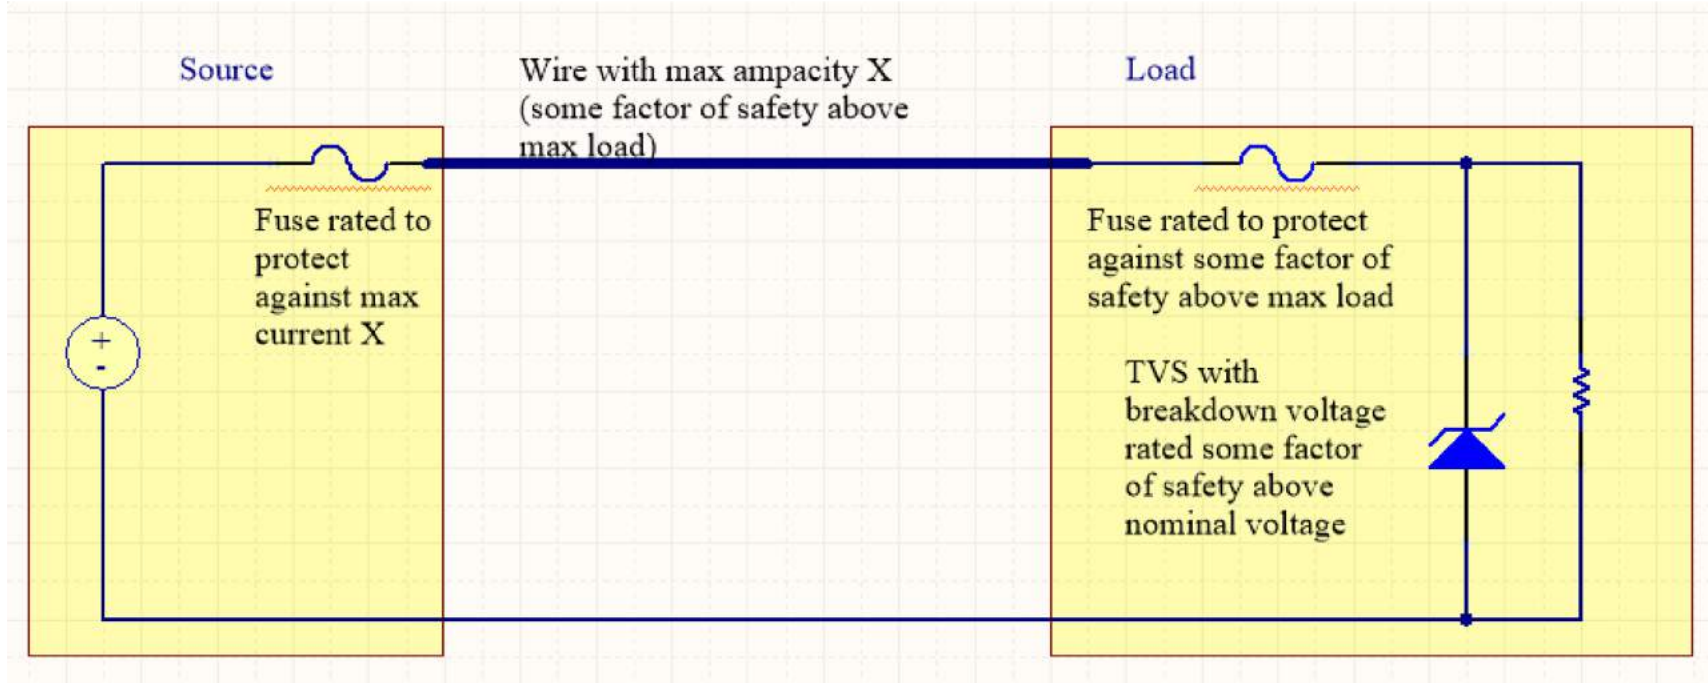 Source
Wire with max ampacity X
(some factor of safety above
max load)
Load
Fuse rated to
protect
against max
current X
+
-
Fuse rated to protect
against some factor of
safety above max load
TVS with
breakdown voltage
rated some factor
of safety above
nominal voltage